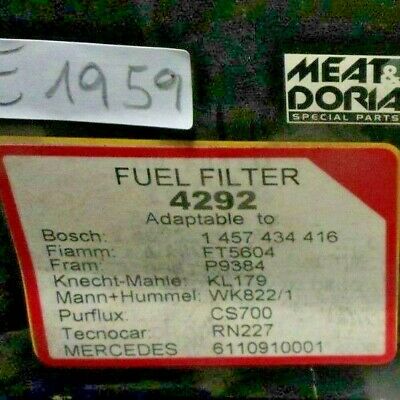 E 1959
MEAT&
DORIA
SPECIAL PARTS
FUEL FILTER
4292
Adaptable to
Bosch: 1 457 434 416
Fiamm: FT5604
Fram: P9384
Knecht-Mahle: KL179
Mann+Hummel: WK822/1
Purflux: CS700
Tecnocar: RN227
MERCEDES 6110910001